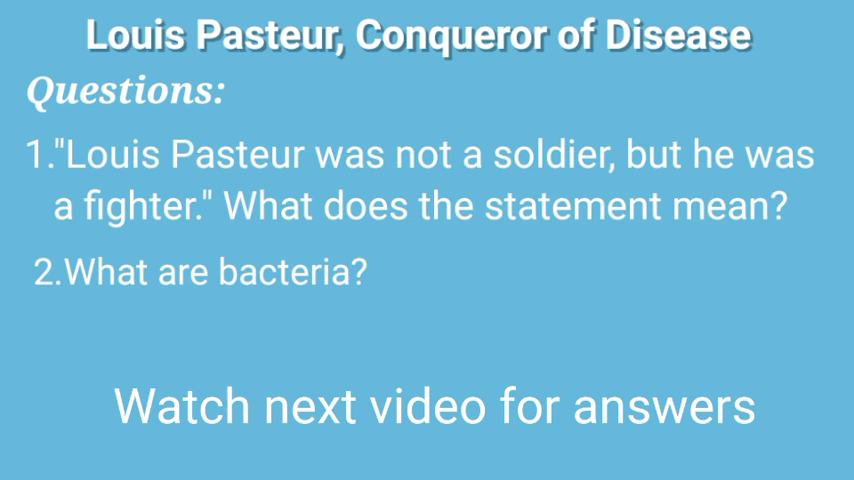 Louis Pasteur, Conqueror of Disease
Questions:
1."Louis Pasteur was not a soldier, but he was
a fighter." What does the statement mean?
2.What are bacteria?
Watch next video for answers